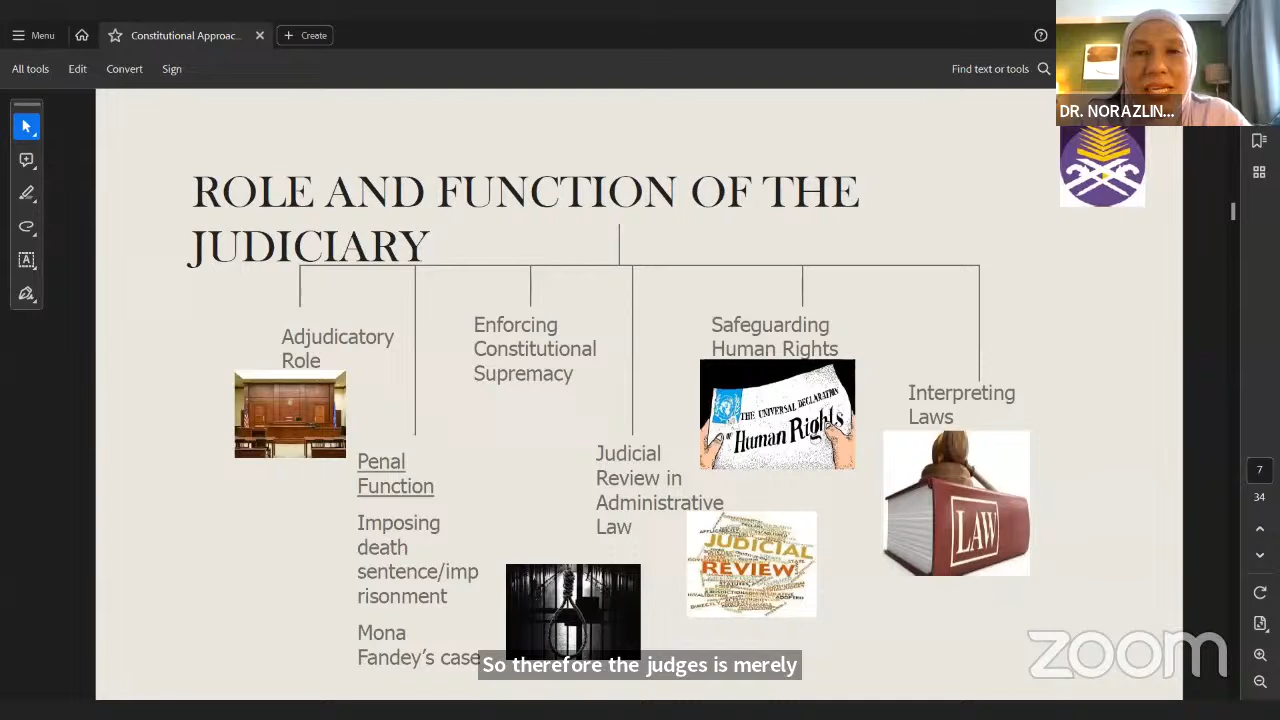 Menu
Constitutional Approac...
Create
All tools
Edit
Convert
Sign
Find text or tools
DR. NORAZLIN...
ROLE AND FUNCTION OF THE
JUDICIARY
Adjudicatory
Role
Penal
Function
Imposing
death
sentence/imp
risonment
Mona
Fandey's case
Enforcing
Constitutional
Supremacy
Judicial
Review in
Administrative
Law
JUDICIAL
REVIEW
Safeguarding
Human Rights
THE UNIVERSAL DECLARATION
OF Human Rights
Interpreting
Laws
LAW
7
34
So therefore the judges is merely
zoom